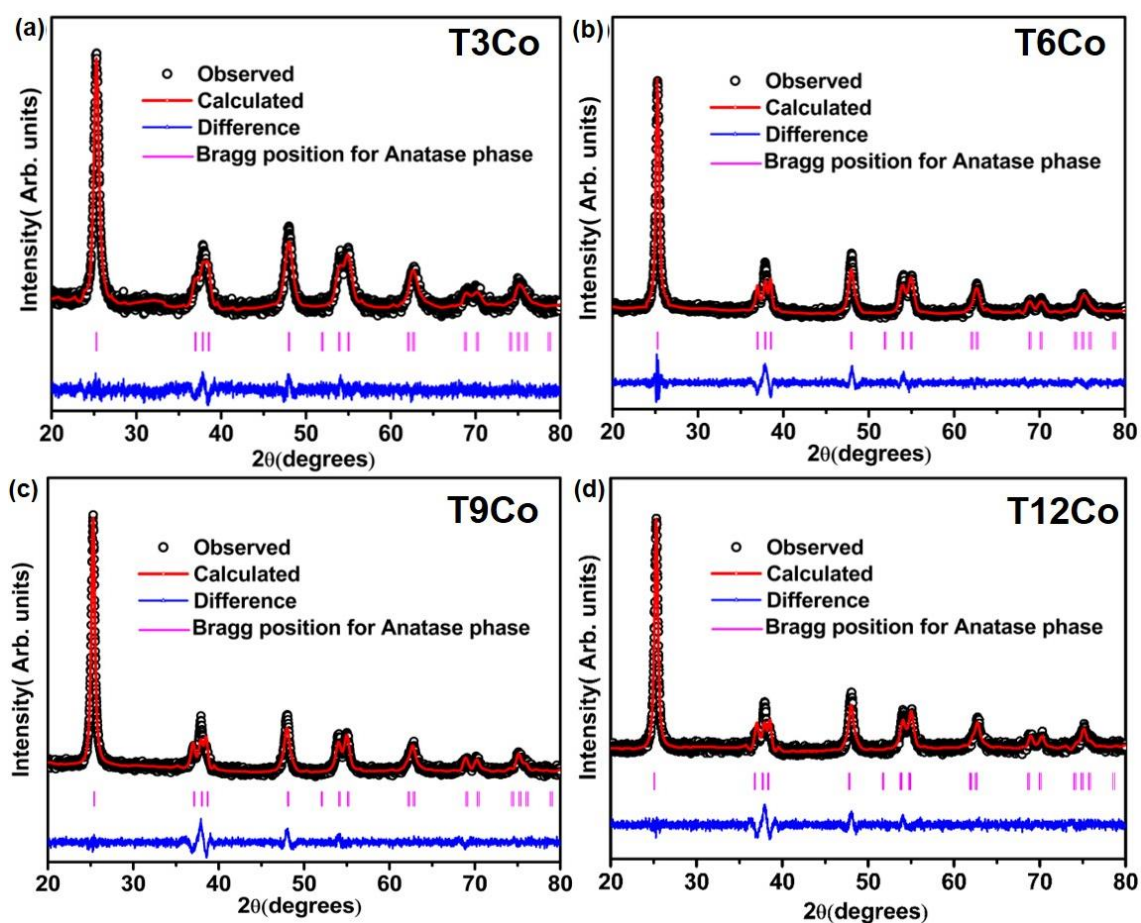 (a)
T3Co
Observed
Calculated
Difference
Bragg position for Anatase phase
Intensity( Arb. units)
20 30 40 50 60 70 80
2θ(degrees)
(b)
T6Co
Observed
Calculated
Difference
Bragg position for Anatase phase
Intensity( Arb. units)
20 30 40 50 60 70 80
2θ(degrees)
(c)
T9Co
Observed
Calculated
Difference
Bragg position for Anatase phase
Intensity( Arb. units)
20 30 40 50 60 70 80
2θ(degrees)
(d)
T12Co
Observed
Calculated
Difference
Bragg position for Anatase phase
Intensity( Arb. units)
20 30 40 50 60 70 80
2θ(degrees)